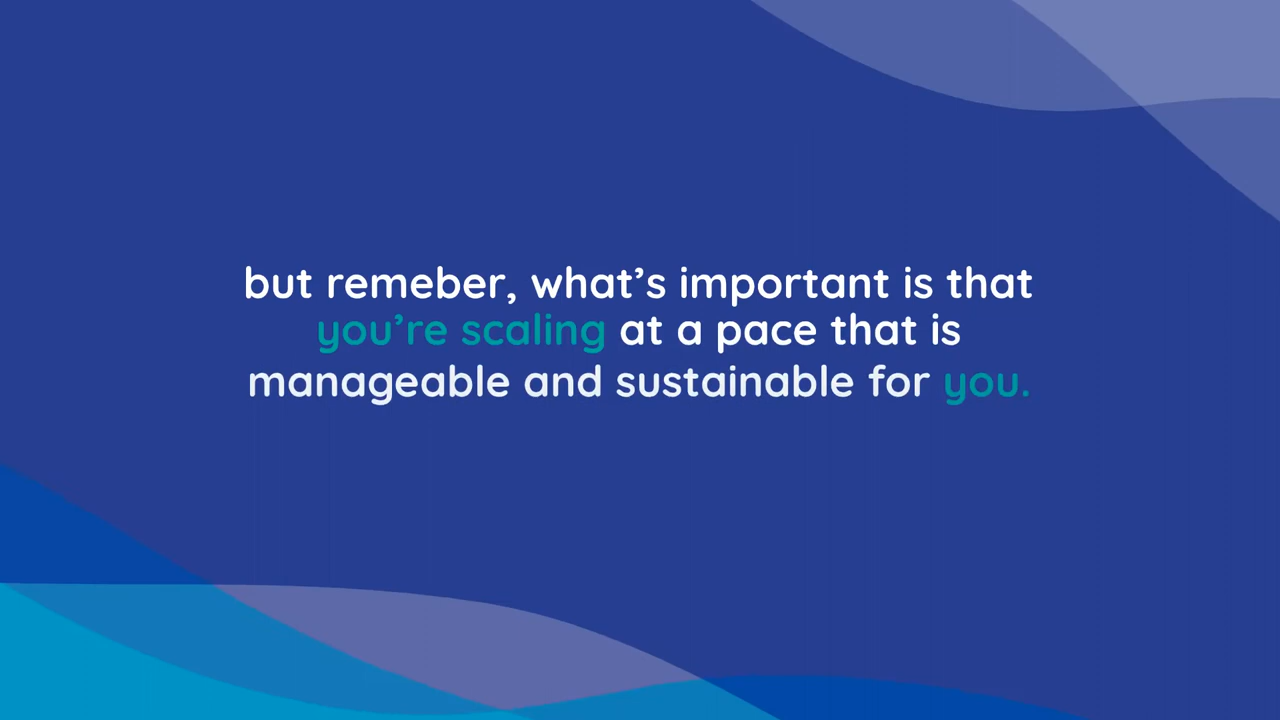 but remeber, what’s important is that
you’re scaling at a pace that is
manageable and sustainable for you.